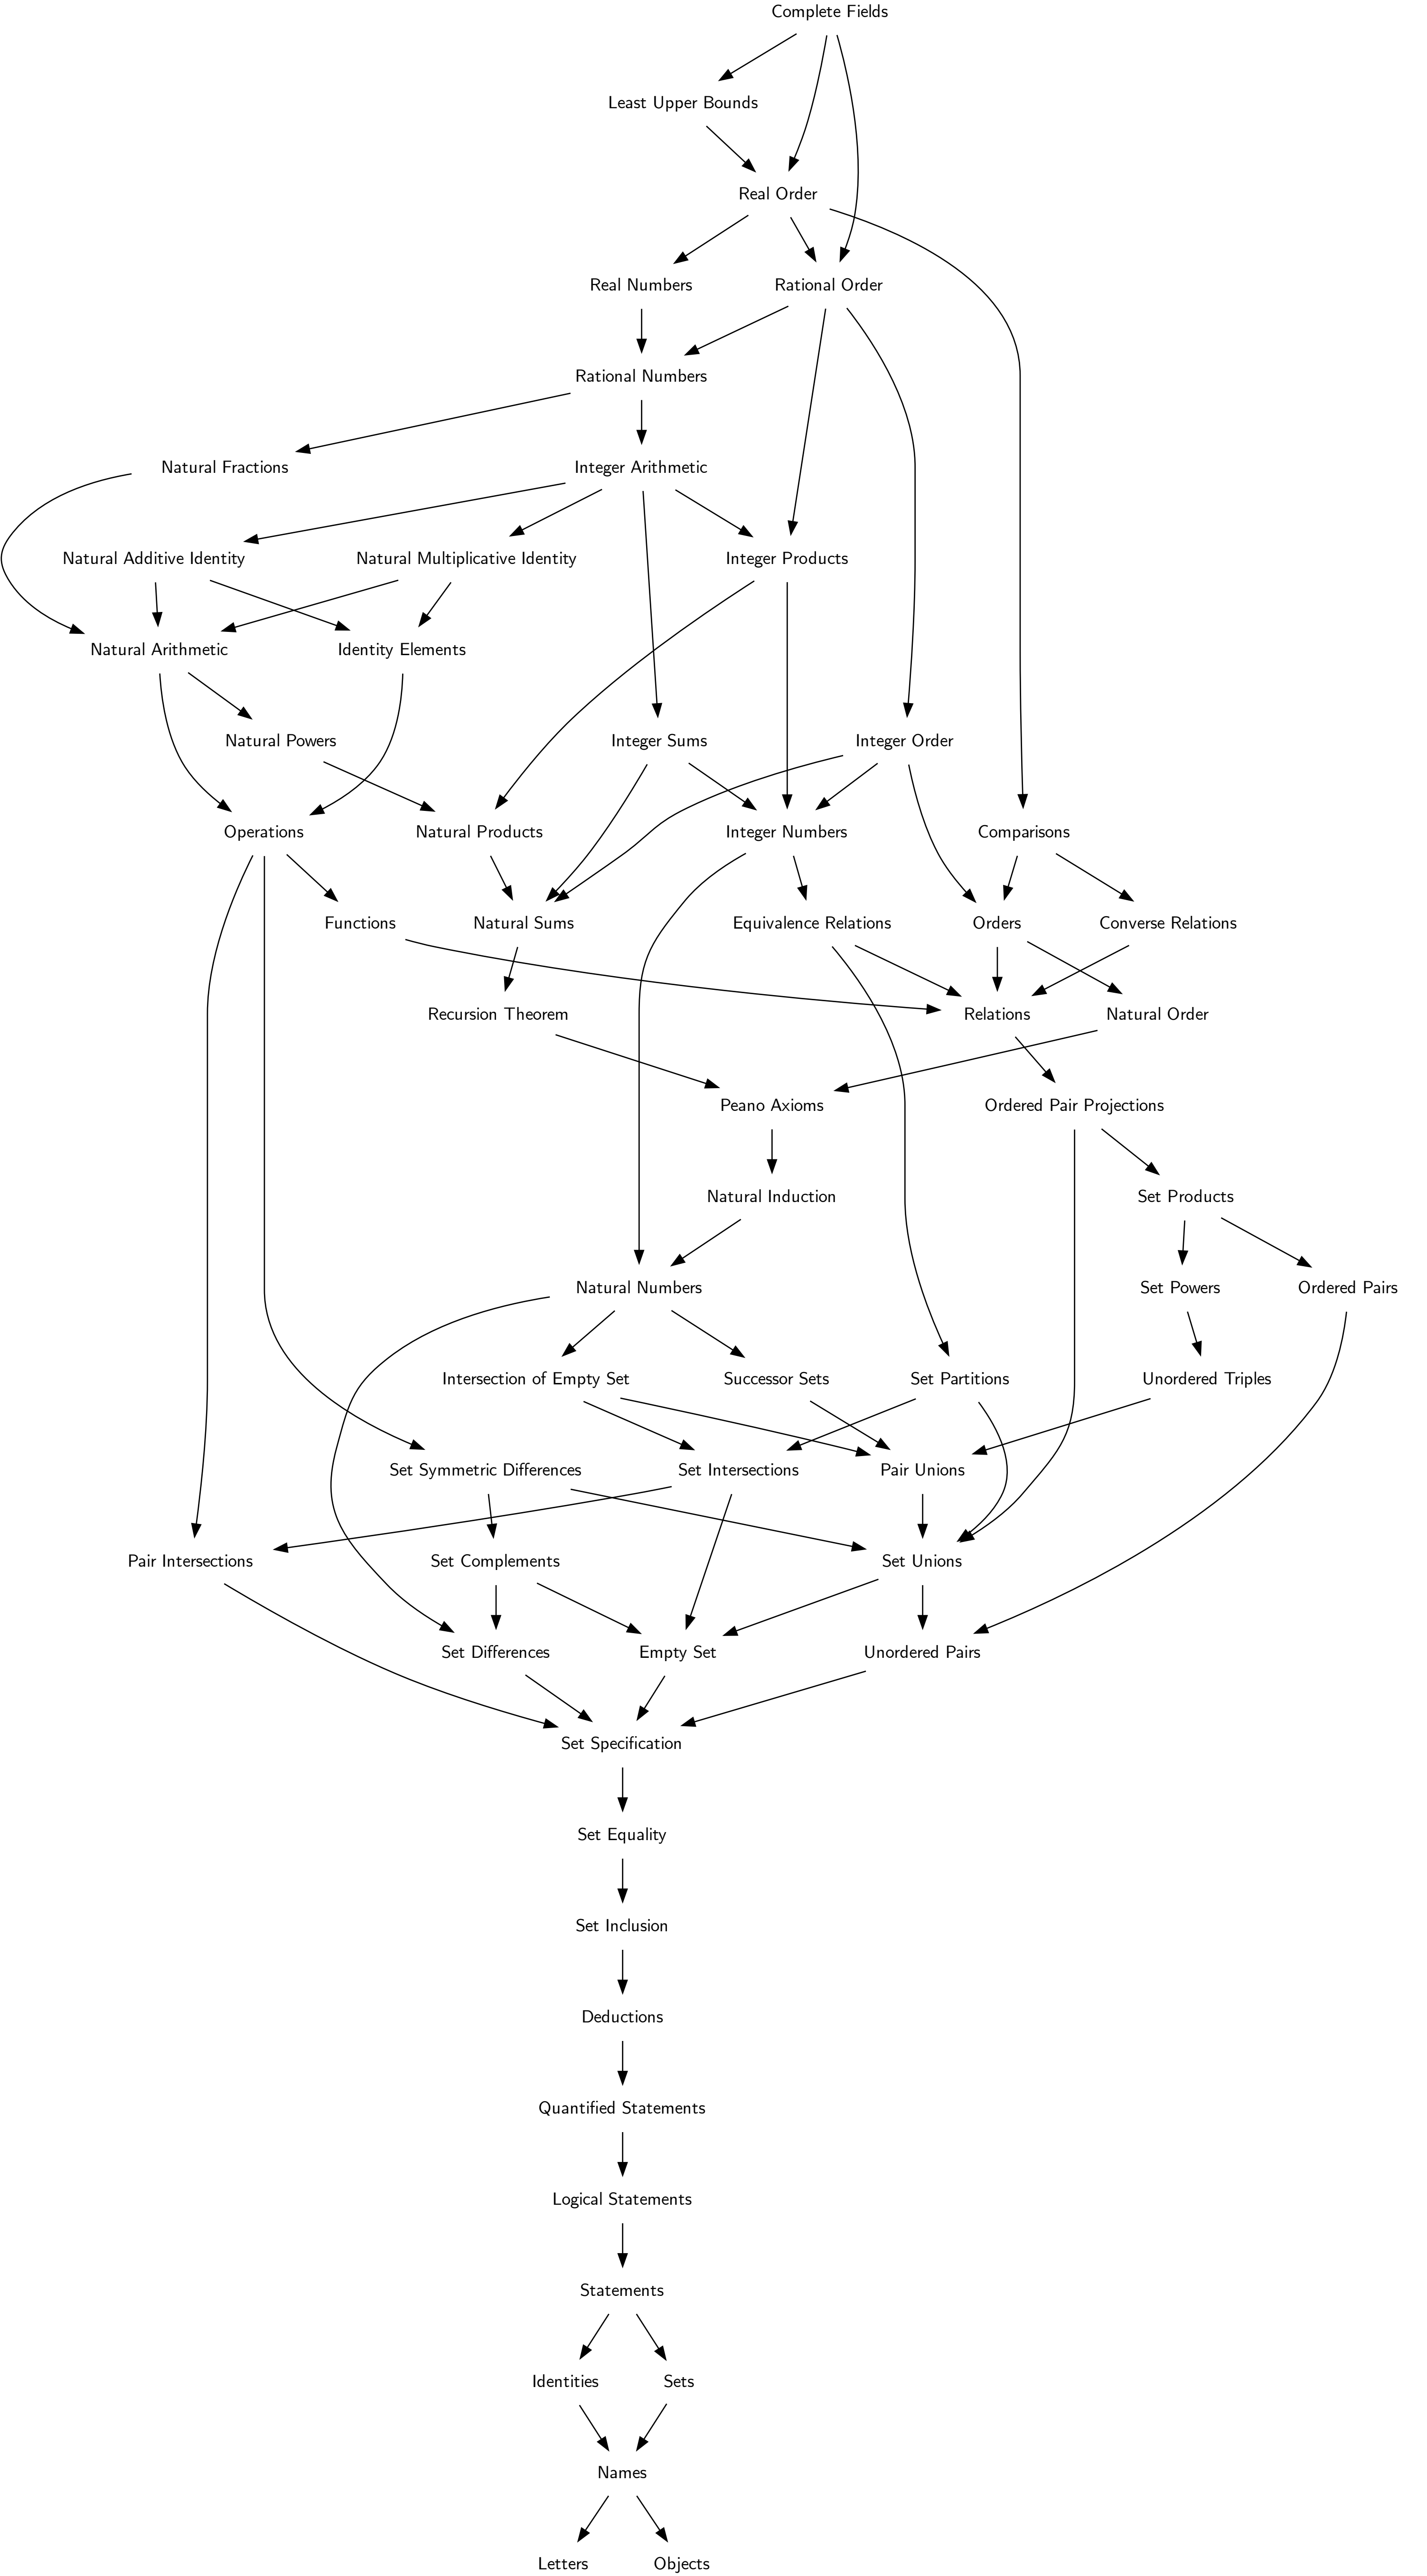 Complete Fields
Least Upper Bounds
Real Order
Real Numbers
Rational Order
Rational Numbers
Natural Fractions
Integer Arithmetic
Natural Additive Identity
Natural Multiplicative Identity
Integer Products
Natural Arithmetic
Identity Elements
Natural Powers
Integer Sums
Integer Order
Operations
Natural Products
Integer Numbers
Comparisons
Functions
Natural Sums
Equivalence Relations
Orders
Converse Relations
Recursion Theorem
Relations
Natural Order
Peano Axioms
Ordered Pair Projections
Natural Induction
Set Products
Natural Numbers
Set Powers
Ordered Pairs
Intersection of Empty Set
Successor Sets
Set Partitions
Unordered Triples
Set Symmetric Differences
Set Intersections
Pair Unions
Pair Intersections
Set Complements
Set Unions
Set Differences
Empty Set
Unordered Pairs
Set Specification
Set Equality
Set Inclusion
Deductions
Quantified Statements
Logical Statements
Statements
Identities
Sets
Names
Letters
Objects